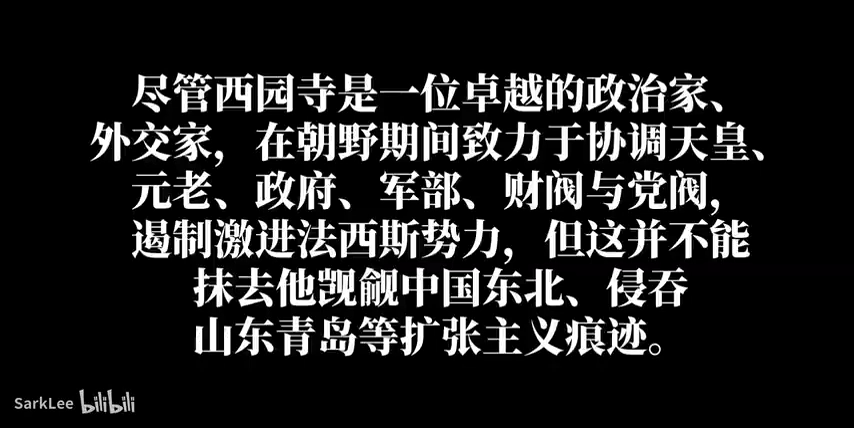 尽管西园寺是一位卓越的政治家、
外交家，在朝野期间致力于协调天皇、
元老、政府、军部、财阀与党阀，
遏制激进法西斯势力，但这并不能
抹去他觊觎中国东北、侵吞
山东青岛等扩张主义痕迹。
SarkLee bilibili